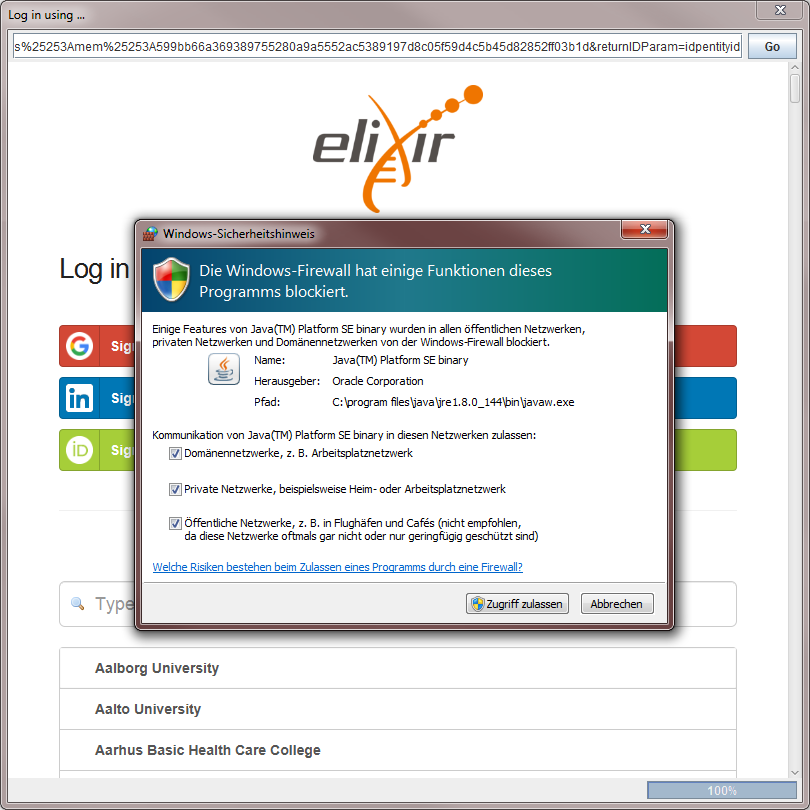 Log in using ...
s%25253Amem%25253A599bb66a369389755280a9a5552ac5389197d8c05f59d4c5b45d82852ff03b1d&returnIDParam=idpentityid
Go
elixir
Windows-Sicherheitshinweis
Die Windows-Firewall hat einige Funktionen dieses
Programms blockiert.
Log in
Einige Features von Java(TM) Platform SE binary wurden in allen öffentlichen Netzwerken,
privaten Netzwerken und Domänennetzwerken von der Windows-Firewall blockiert.
Sig
Name: Java(TM) Platform SE binary
Herausgeber: Oracle Corporation
Sig
Pfad: C:\program files\java\jre1.8.0_144\bin\javaw.exe
Kommunikation von Java(TM) Platform SE binary in diesen Netzwerken zulassen:
iD Sig
Domänennetzwerke, z. B. Arbeitsplatznetzwerk
Private Netzwerke, beispielsweise Heim- oder Arbeitsplatznetzwerk
Öffentliche Netzwerke, z. B. in Flughäfen und Cafés (nicht empfohlen,
da diese Netzwerke oftmals gar nicht oder nur geringfügig geschützt sind)
Welche Risiken bestehen beim Zulassen eines Programms durch eine Firewall?
Type
Zugriff zulassen Abbrechen
Aalborg University
Aalto University
Aarhus Basic Health Care College
100%